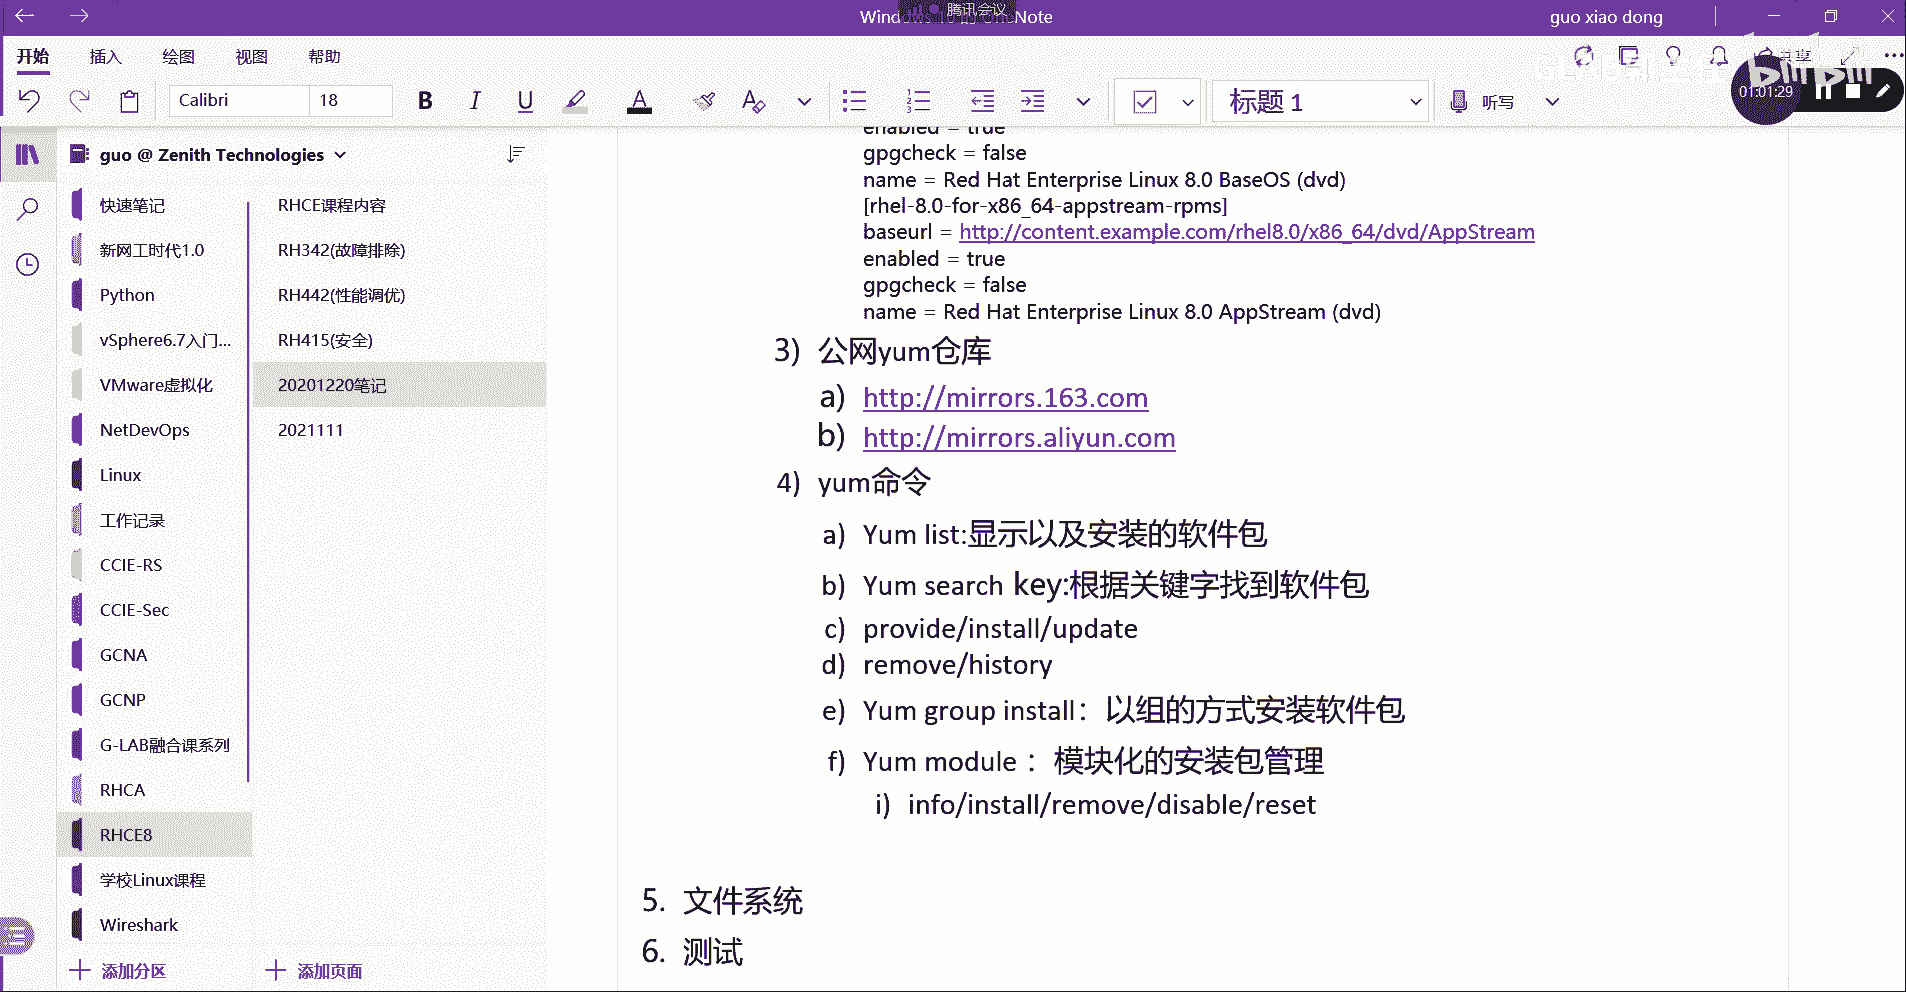 腾讯会议
Note
guo xiao dong
开始 插入 绘图 视图 帮助
共享
bilibili
01:01:29
Calibri 18 B I U A 标题 1 听写
guo @ Zenith Technologies
快速笔记
新网工时代1.0
Python
vSphere6.7入门...
VMware虚拟化
NetDevOps
Linux
工作记录
CCIE-RS
CCIE-Sec
GCNA
GCNP
G-LAB融合课系列
RHCA
RHCE8
学校Linux课程
Wireshark
添加分区
RHCE课程内容
RH342(故障排除)
RH442(性能调优)
RH415(安全)
20201220笔记
2021111
添加页面
enabled = true
gpgcheck = false
name = Red Hat Enterprise Linux 8.0 BaseOS (dvd)
[rhel-8.0-for-x86_64-appstream-rpms]
baseurl = http://content.example.com/rhel8.0/x86_64/dvd/AppStream
enabled = true
gpgcheck = false
name = Red Hat Enterprise Linux 8.0 AppStream (dvd)
3) 公网yum仓库
a) http://mirrors.163.com
b) http://mirrors.aliyun.com
4) yum命令
a) Yum list:显示以及安装的软件包
b) Yum search key:根据关键字找到软件包
c) provide/install/update
d) remove/history
e) Yum group install：以组的方式安装软件包
f) Yum module ：模块化的安装包管理
i) info/install/remove/disable/reset
5. 文件系统
6. 测试